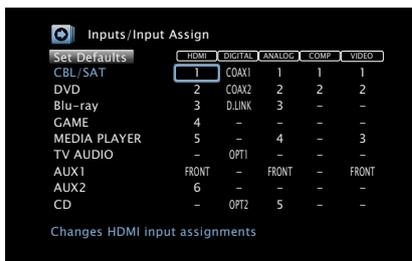 Inputs/Input Assign
Set Defaults HDMI DIGITAL ANALOG COMP VIDEO
CBL/SAT 1 COAX1 1 1 1
DVD 2 COAX2 2 2 2
Blu-ray 3 D.LINK 3 – –
GAME 4 – – – –
MEDIA PLAYER 5 – 4 – 3
TV AUDIO – OPT1 – – –
AUX1 FRONT – FRONT – FRONT
AUX2 6 – – – –
CD – OPT2 5 – –
Changes HDMI input assignments